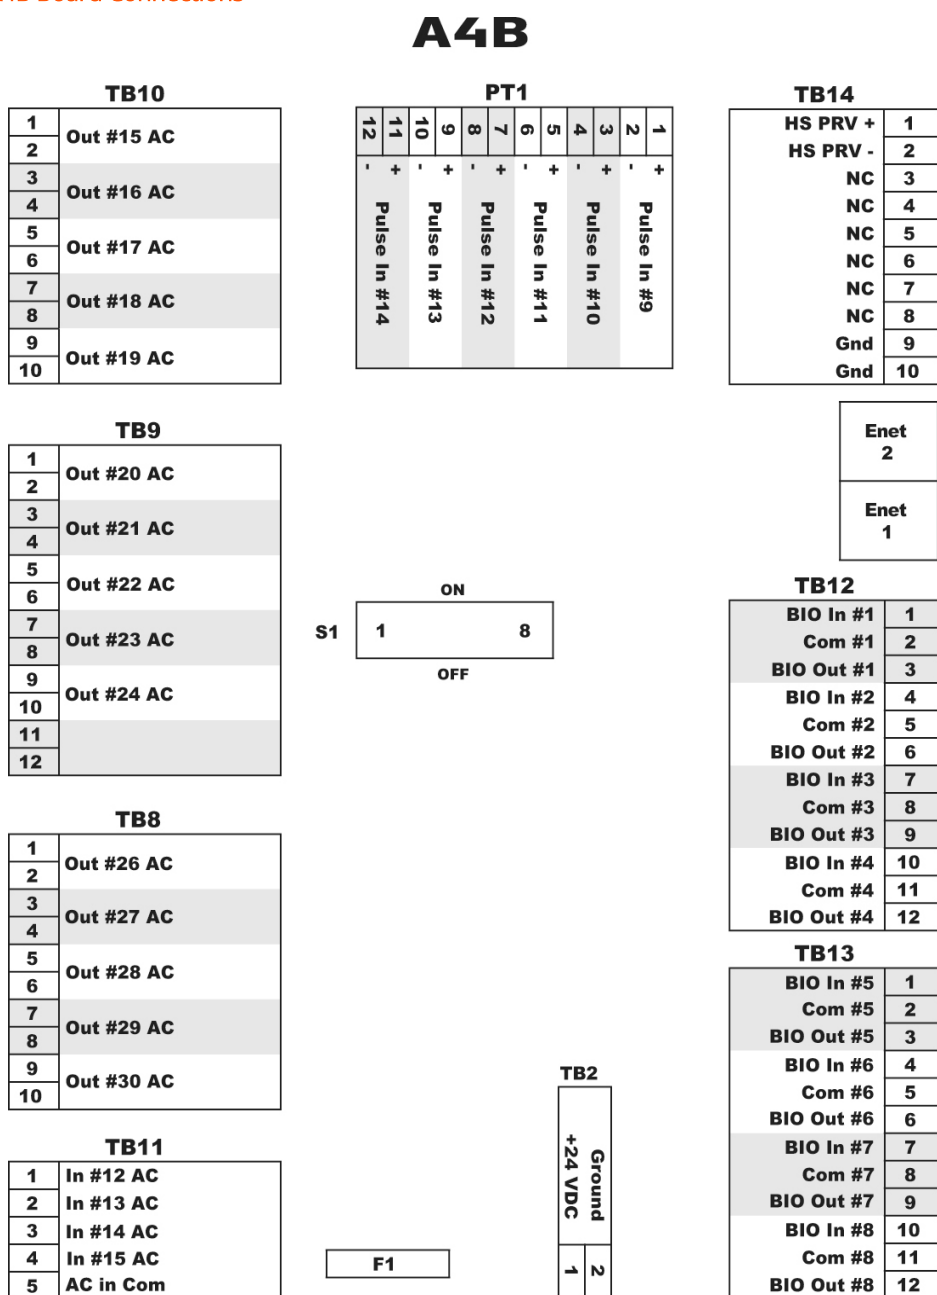 A4B
TB10
1
2
Out #15 AC
3
4
Out #16 AC
5
6
Out #17 AC
7
8
Out #18 AC
9
10
Out #19 AC
PT1
12 11 10 9 8 7 6 5 4 3 2 1
- + - + - + - + - + - +
Pulse In #14
Pulse In #13
Pulse In #12
Pulse In #11
Pulse In #10
Pulse In #9
TB14
HS PRV + 1
HS PRV - 2
NC 3
NC 4
NC 5
NC 6
NC 7
NC 8
Gnd 9
Gnd 10
Enet
2
Enet
1
TB9
1
2
Out #20 AC
3
4
Out #21 AC
5
6
Out #22 AC
7
8
Out #23 AC
9
10
Out #24 AC
11
12
ON
S1 1 8
OFF
TB12
BIO In #1 1
Com #1 2
BIO Out #1 3
BIO In #2 4
Com #2 5
BIO Out #2 6
BIO In #3 7
Com #3 8
BIO Out #3 9
BIO In #4 10
Com #4 11
BIO Out #4 12
TB8
1
2
Out #26 AC
3
4
Out #27 AC
5
6
Out #28 AC
7
8
Out #29 AC
9
10
Out #30 AC
TB13
BIO In #5 1
Com #5 2
BIO Out #5 3
BIO In #6 4
Com #6 5
BIO Out #6 6
BIO In #7 7
Com #7 8
BIO Out #7 9
BIO In #8 10
Com #8 11
BIO Out #8 12
TB11
1 In #12 AC
2 In #13 AC
3 In #14 AC
4 In #15 AC
5 AC in Com
F1
TB2
+24 VDC
Ground
1 2